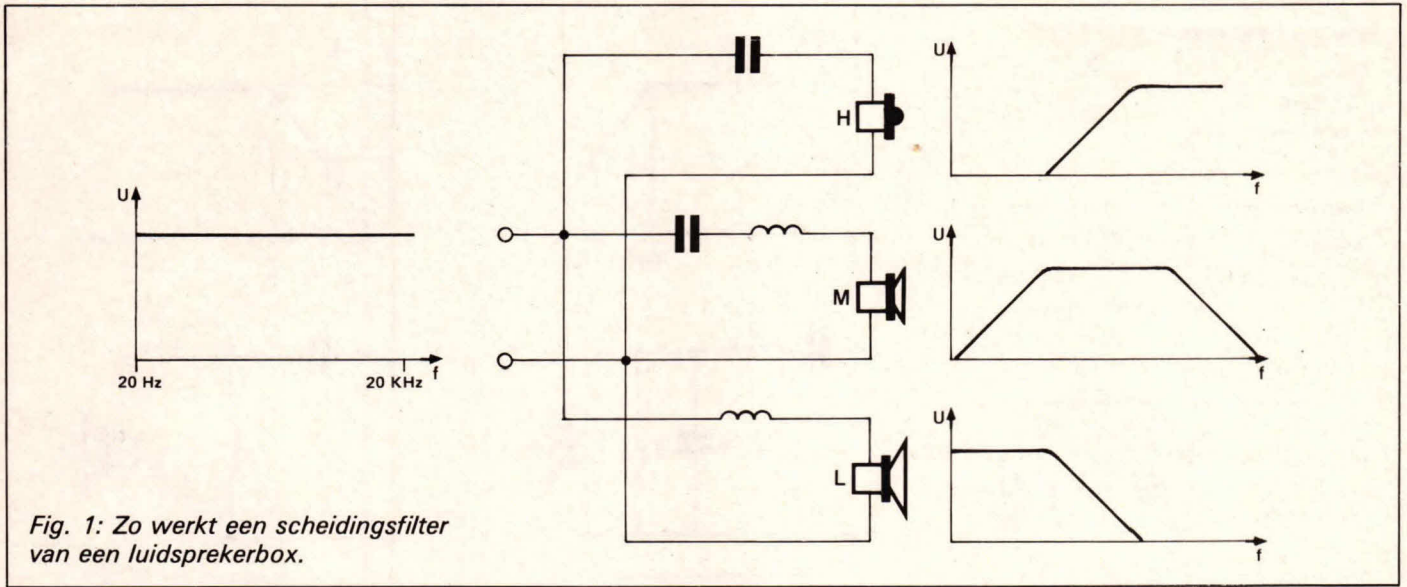 U
f
20 Hz
20 KHz
H
U
f
M
U
f
L
U
f
Fig. 1: Zo werkt een scheidingsfilter
van een luidsprekerbox.